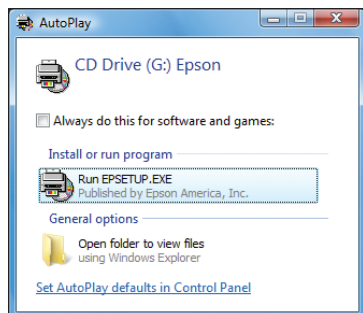 AutoPlay
CD Drive (G:) Epson
Always do this for software and games:
Install or run program
Run EPSETUP.EXE
Published by Epson America, Inc.
General options
Open folder to view files
using Windows Explorer
Set AutoPlay defaults in Control Panel